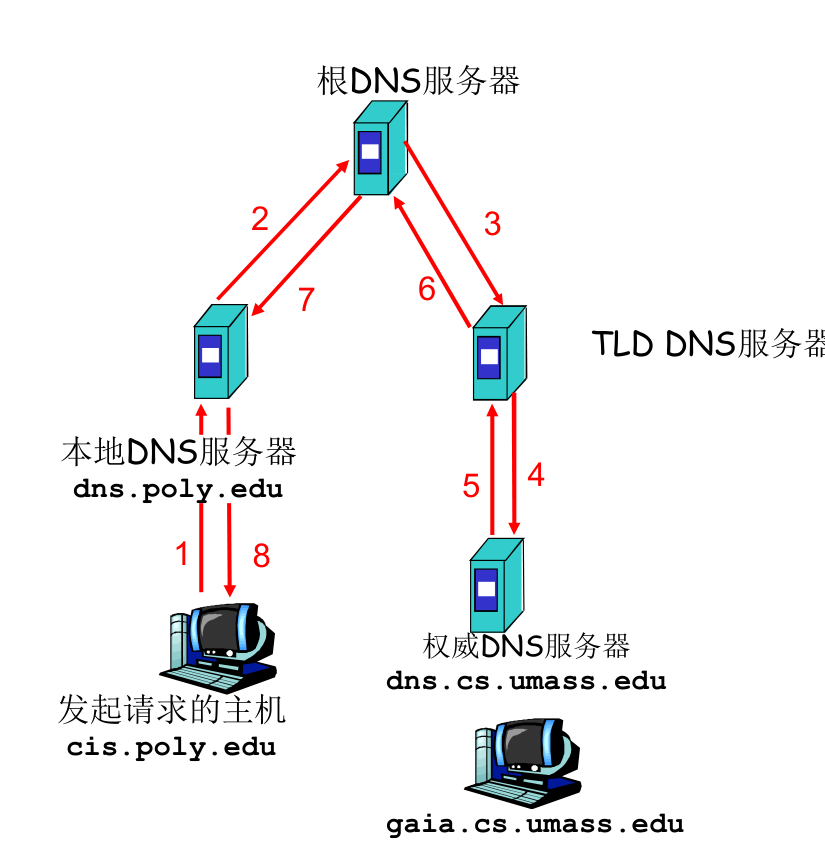 根DNS服务器
2
3
7
6
TLD DNS服务器
本地DNS服务器
dns.poly.edu
5
4
1
8
权威DNS服务器
dns.cs.umass.edu
发起请求的主机
cis.poly.edu
gaia.cs.umass.edu